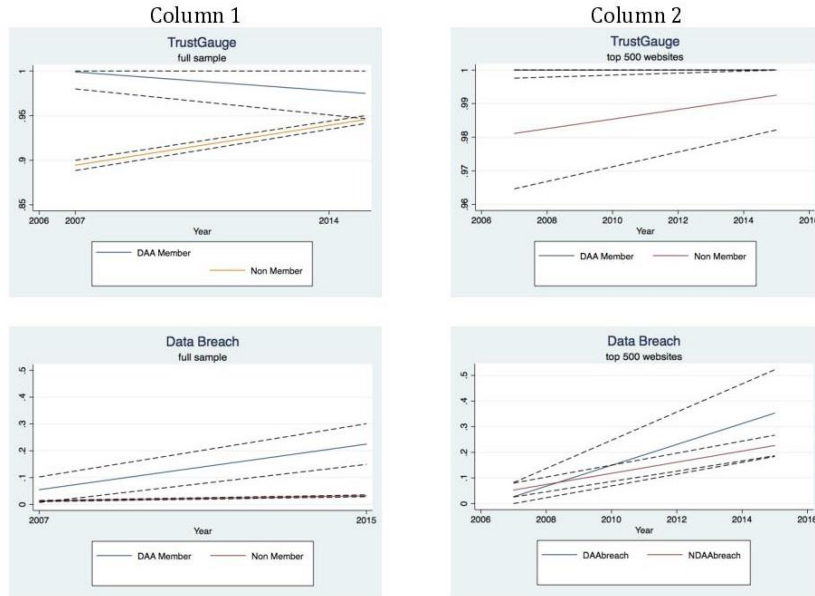 Column 1
Column 2
TrustGauge
full sample
1
.95
.9
.85
2006
2007
2014
Year
DAA Member
Non Member
TrustGauge
top 500 websites
1
.99
.98
.97
.96
2006
2008
2010
2012
2014
2016
Year
DAA Member
Non Member
Data Breach
full sample
.5
.4
.3
.2
.1
0
2007
2015
Year
DAA Member
Non Member
Data Breach
top 500 websites
.5
.4
.3
.2
.1
0
2006
2008
2010
2012
2014
2016
Year
DAAbreach
NDAAbreach